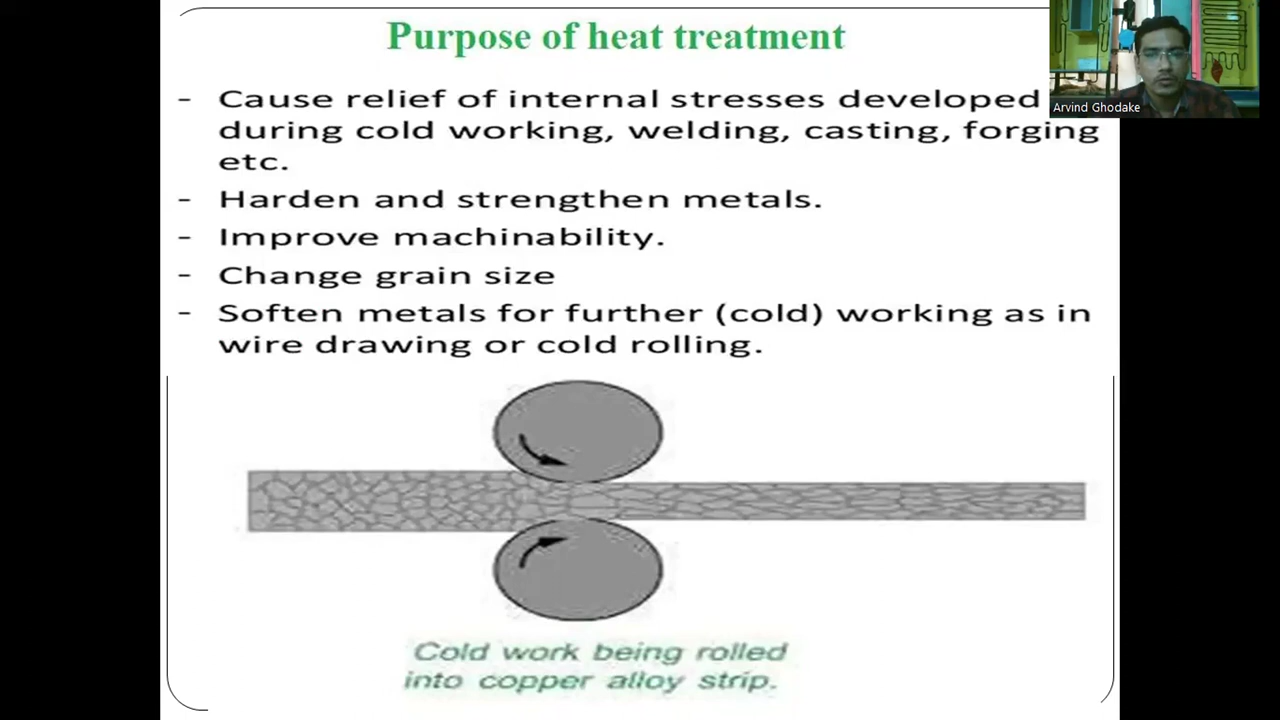 Purpose of heat treatment
- Cause relief of internal stresses developed
during cold working, welding, casting, forging
etc.
- Harden and strengthen metals.
- Improve machinability.
- Change grain size
- Soften metals for further (cold) working as in
wire drawing or cold rolling.
Cold work being rolled
into copper alloy strip.
Arvind Ghodake